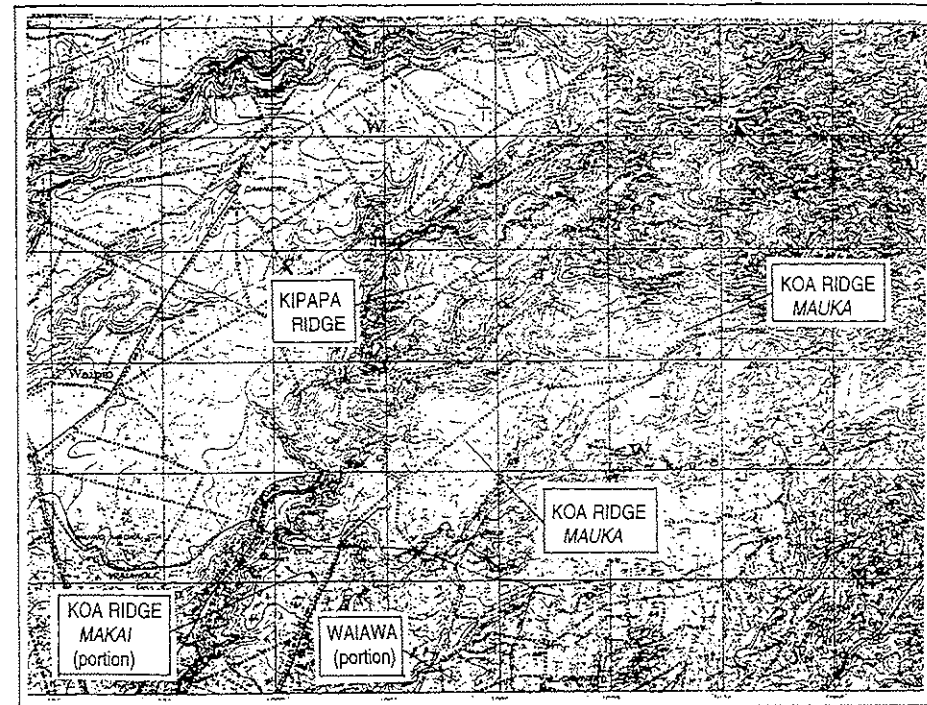 W
KIPAPA
RIDGE
KOA RIDGE
MAUKA
Waipio
W
KOA RIDGE
MAUKA
KOA RIDGE
MAKAI
(portion)
WAIAWA
(portion)